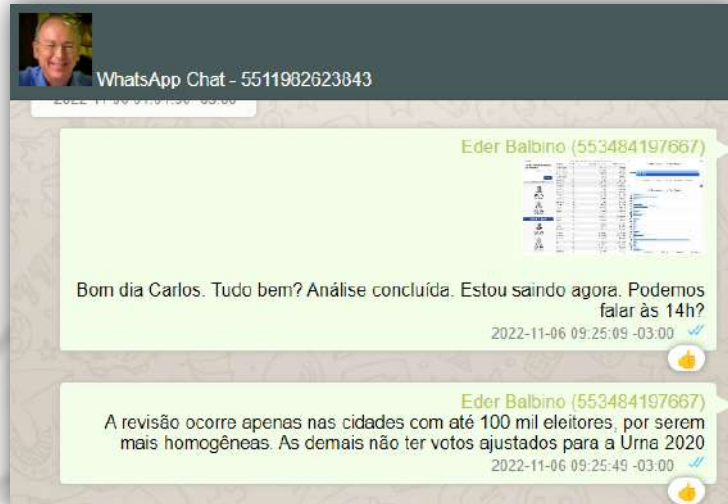 WhatsApp Chat - 5511982623843
Eder Balbino (553484197667)
Bom dia Carlos. Tudo bem? Análise concluída. Estou saindo agora. Podemos
falar às 14h?
2022-11-06 09:25:09 -03:00
Eder Balbino (553484197667)
A revisão ocorre apenas nas cidades com até 100 mil eleitores, por serem
mais homogêneas. As demais não ter votos ajustados para a Urna 2020
2022-11-06 09:25:49 -03:00